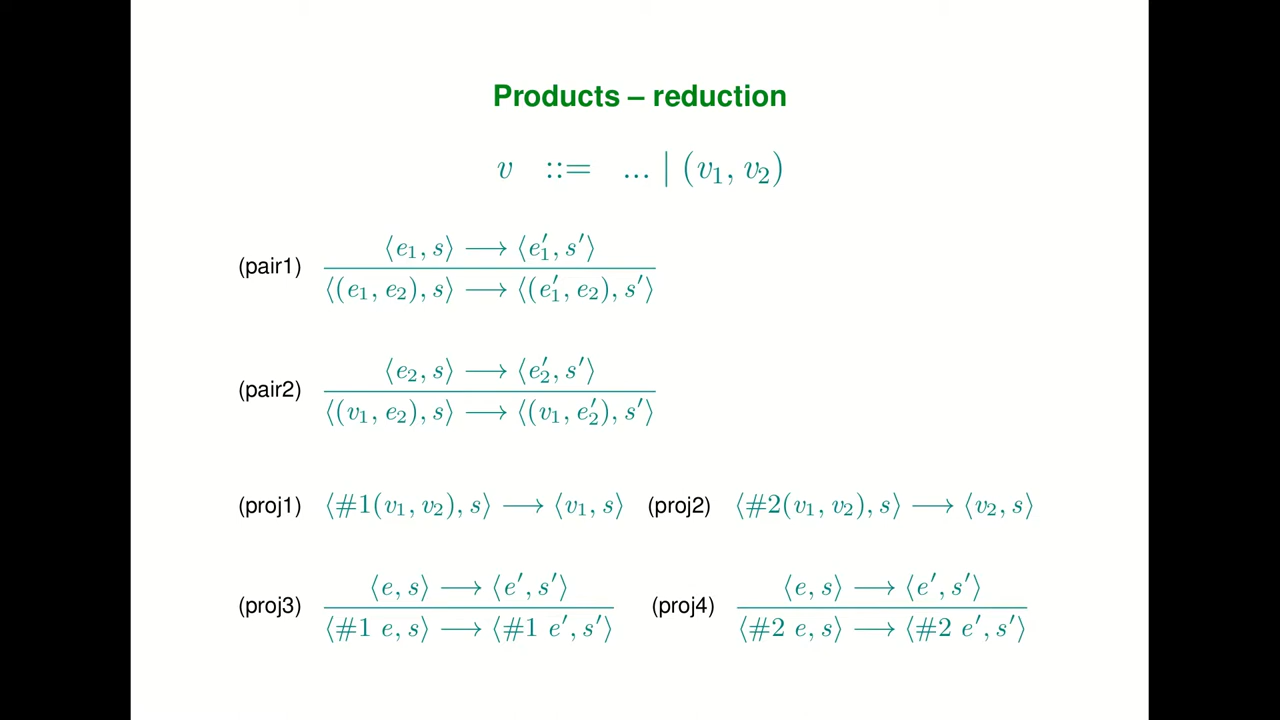 Products – reduction
v ::= ... | (v₁, v₂)
(pair1) ⟨e₁, s⟩ ⟶ ⟨e₁′, s′⟩
⟨(e₁, e₂), s⟩ ⟶ ⟨(e₁′, e₂), s′⟩
(pair2) ⟨e₂, s⟩ ⟶ ⟨e₂′, s′⟩
⟨(v₁, e₂), s⟩ ⟶ ⟨(v₁, e₂′), s′⟩
(proj1) ⟨#1(v₁, v₂), s⟩ ⟶ ⟨v₁, s⟩ (proj2) ⟨#2(v₁, v₂), s⟩ ⟶ ⟨v₂, s⟩
(proj3) ⟨e, s⟩ ⟶ ⟨e′, s′⟩
⟨#1 e, s⟩ ⟶ ⟨#1 e′, s′⟩
(proj4) ⟨e, s⟩ ⟶ ⟨e′, s′⟩
⟨#2 e, s⟩ ⟶ ⟨#2 e′, s′⟩